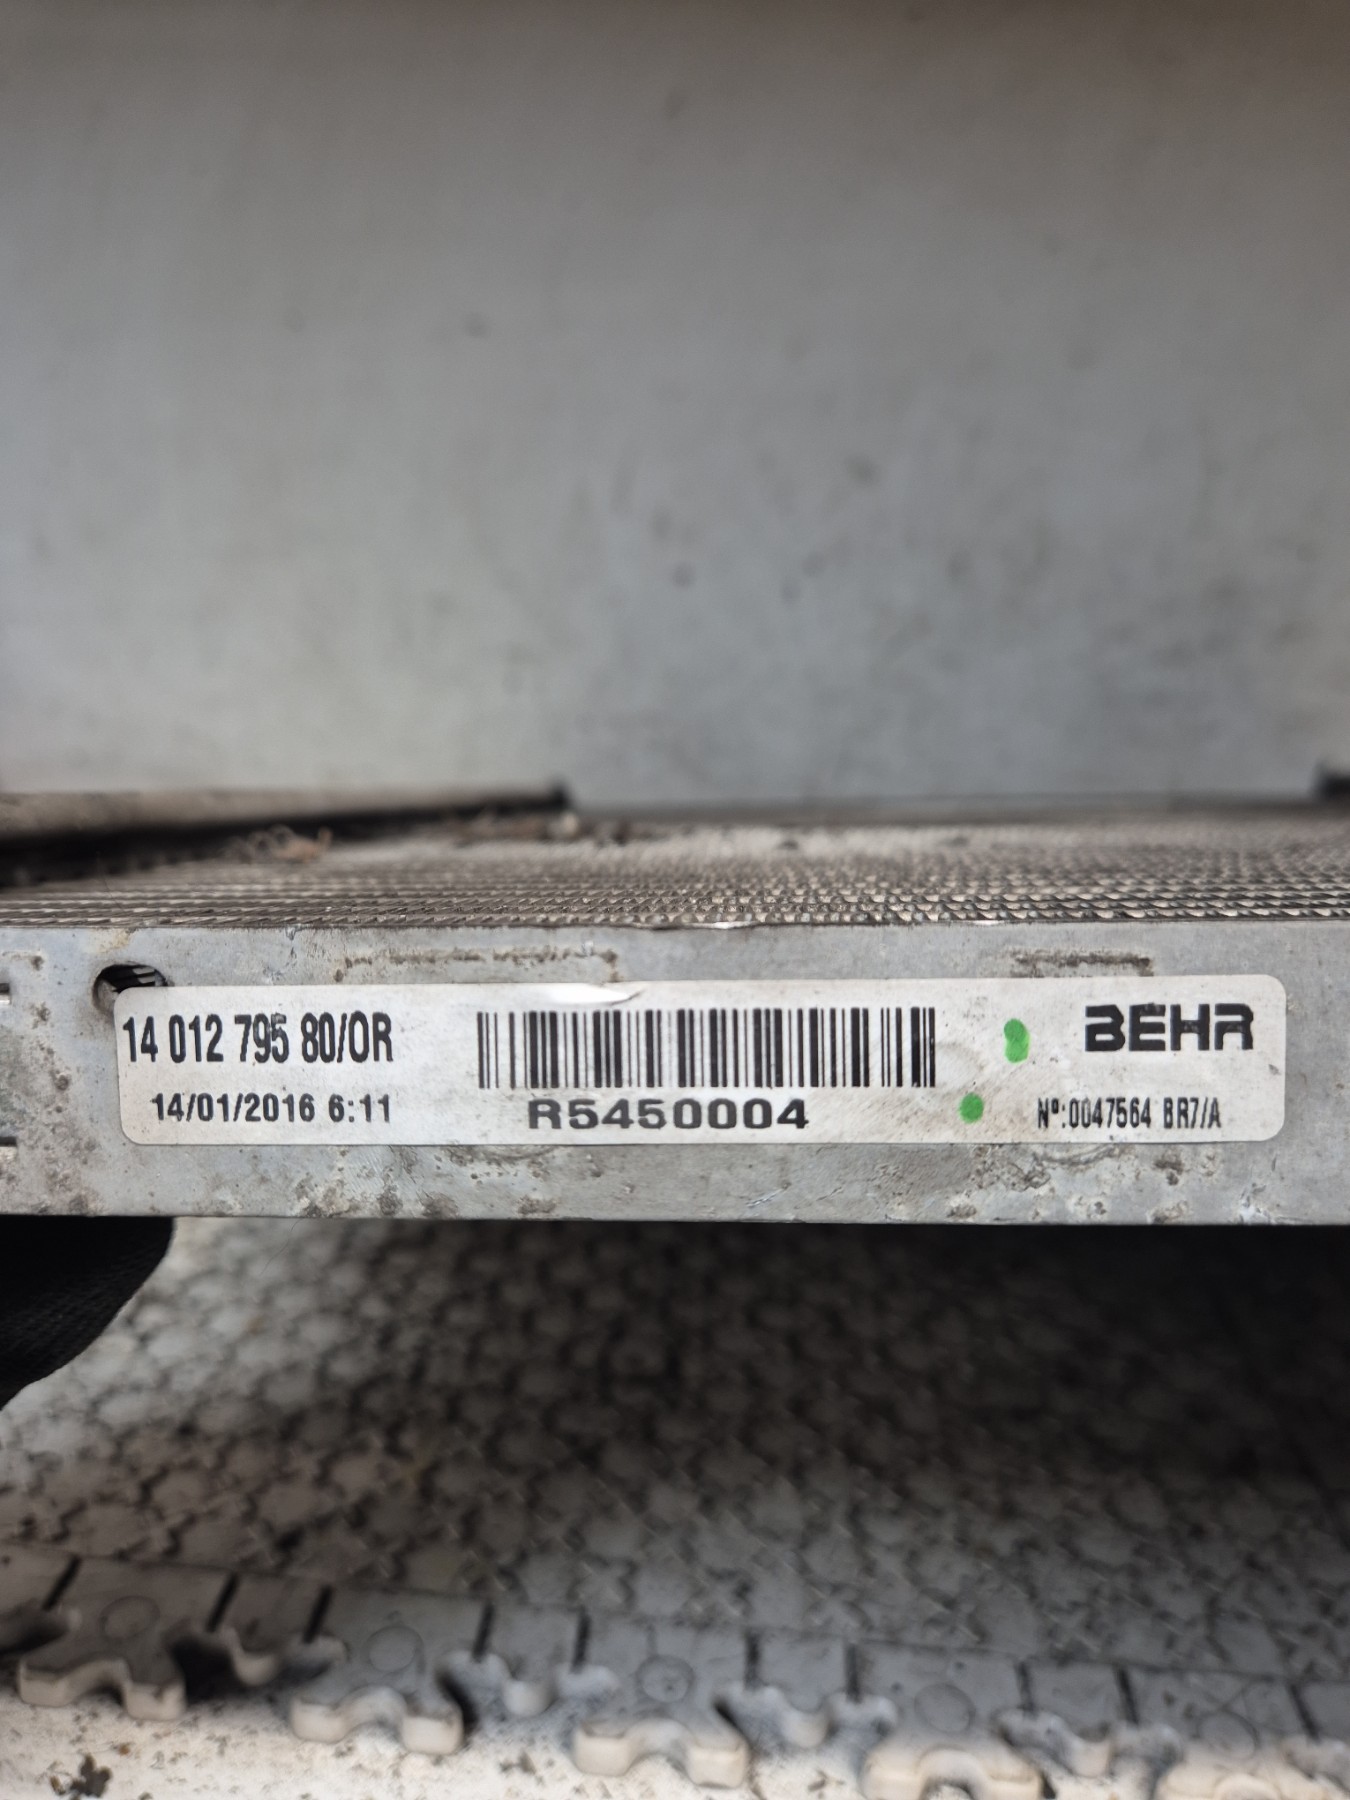 14 012 795 80/OR
14/01/2016 6:11
R5450004
BEHR
Nº:0047564 BR7/A